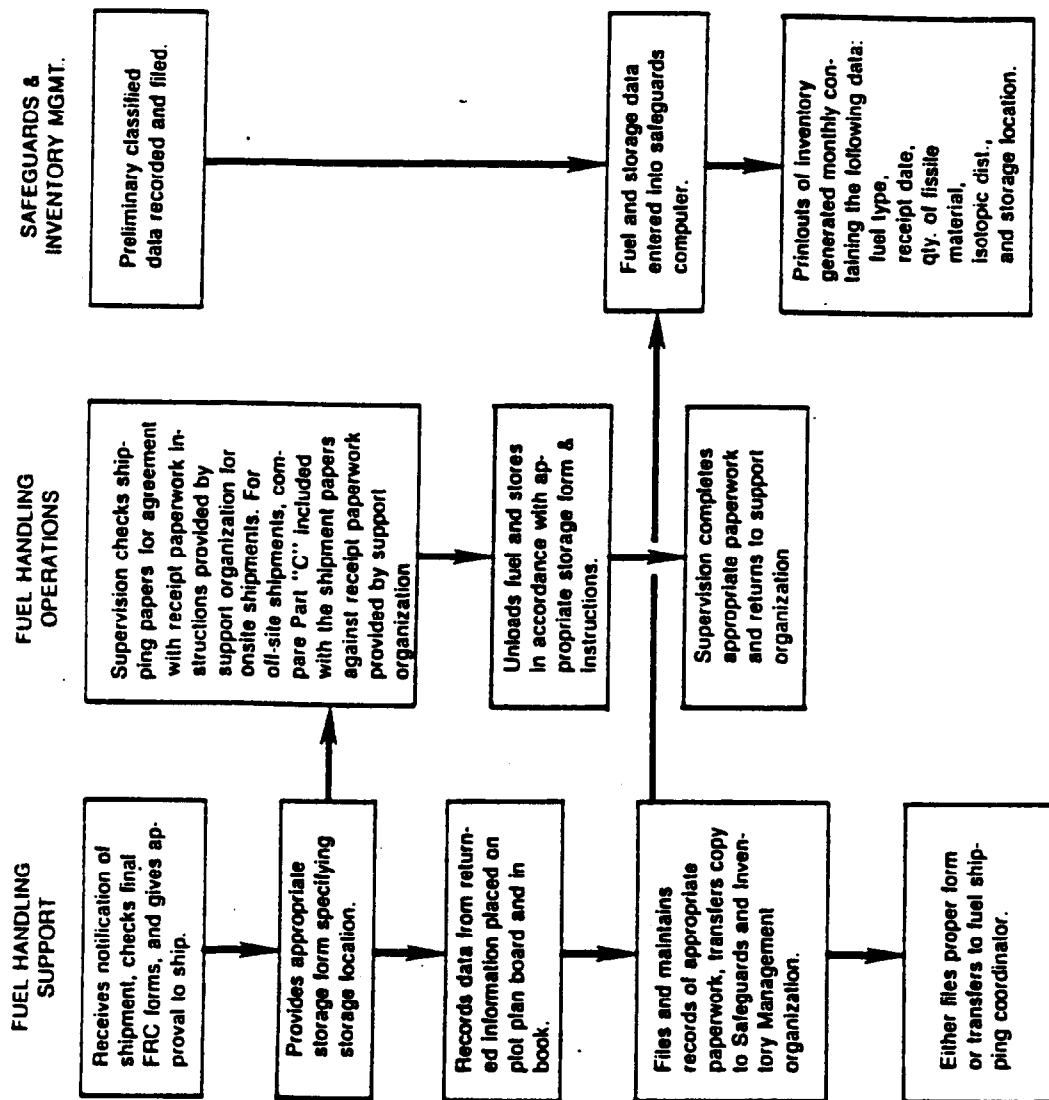 FUEL HANDLING
SUPPORT
Receives notification of
shipment, checks final
FRC forms, and gives ap-
proval to ship.
Provides appropriate
storage form specifying
storage location.
Records data from return-
ed information placed on
plot plan board and in
book.
Files and maintains
records of appropriate
paperwork, transfers copy
to Safeguards and Inven-
tory Management
organization.
Either files proper form
or transfers to fuel ship-
ping coordinator.
FUEL HANDLING
OPERATIONS
Supervision checks ship-
ping papers for agreement
with receipt paperwork in-
structions provided by
support organization for
onsite shipments. For
off-site shipments, com-
pare Part "C" included
with the shipment papers
against receipt paperwork
provided by support
organization
Unloads fuel and stores
in accordance with ap-
propriate storage form &
instructions.
Supervision completes
appropriate paperwork
and returns to support
organization
SAFEGUARDS &
INVENTORY MGMT.
Preliminary classified
data recorded and filed.
Fuel and storage data
entered into safeguards
computer.
Printouts of inventory
generated monthly con-
taining the following data:
fuel type,
receipt date,
qty. of fissile
material,
isotopic dist.,
and storage location.